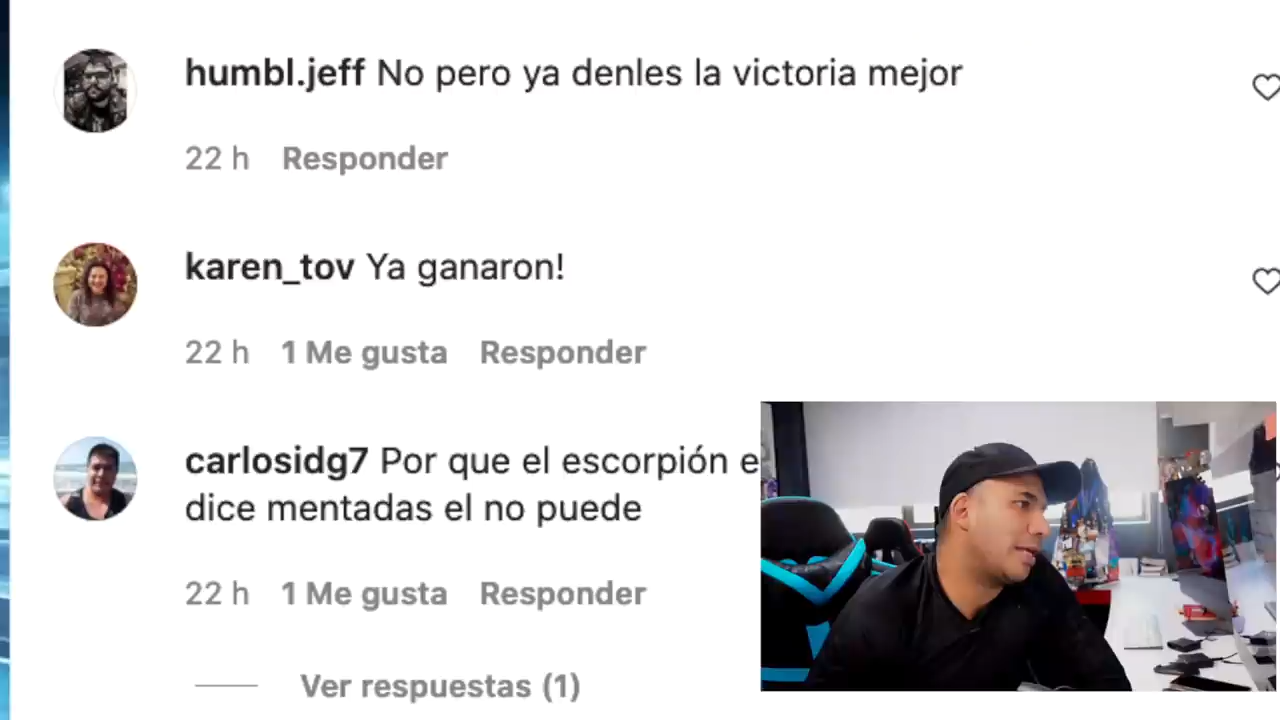 humbl.jeff No pero ya denles la victoria mejor
22 h Responder
karen_tov Ya ganaron!
22 h 1 Me gusta Responder
carlosidg7 Por que el escorpión e
dice mentadas el no puede
22 h 1 Me gusta Responder
Ver respuestas (1)